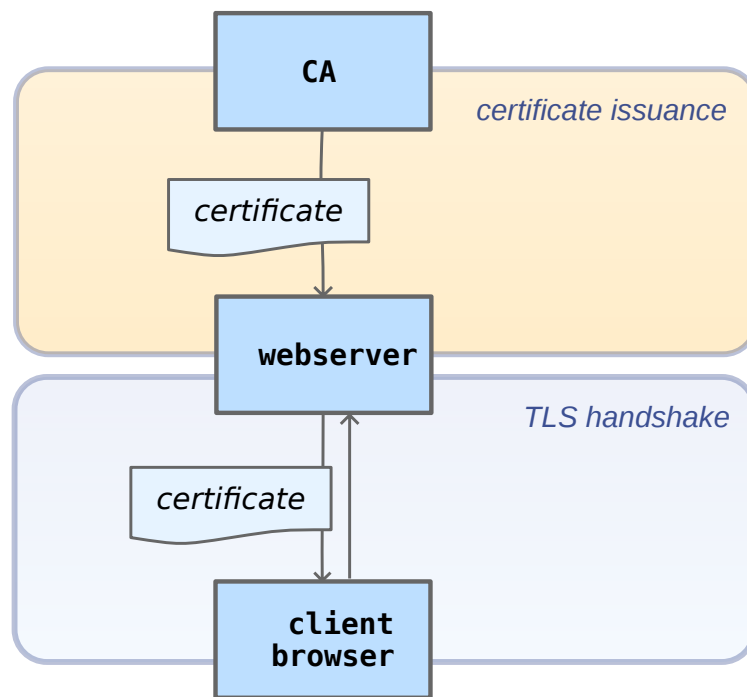 CA
certificate issuance
certificate
webserver
TLS handshake
certificate
client
browser